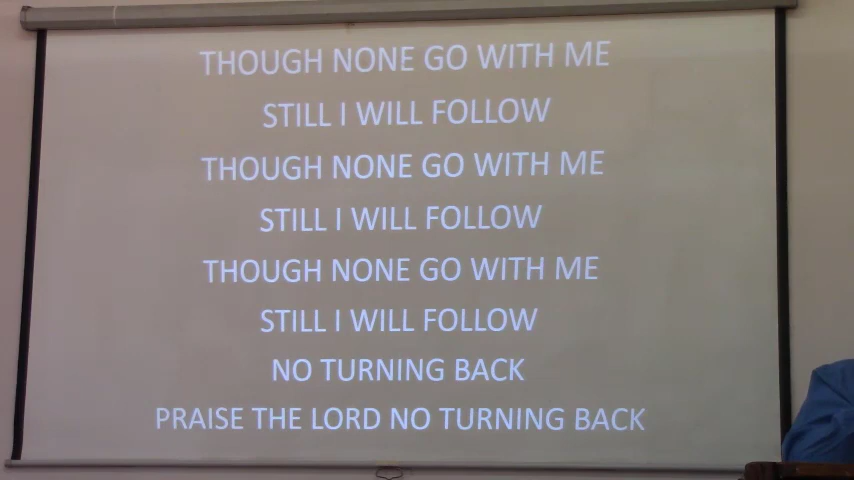 THOUGH NONE GO WITH ME
STILL I WILL FOLLOW
THOUGH NONE GO WITH ME
STILL I WILL FOLLOW
THOUGH NONE GO WITH ME
STILL I WILL FOLLOW
NO TURNING BACK
PRAISE THE LORD NO TURNING BACK